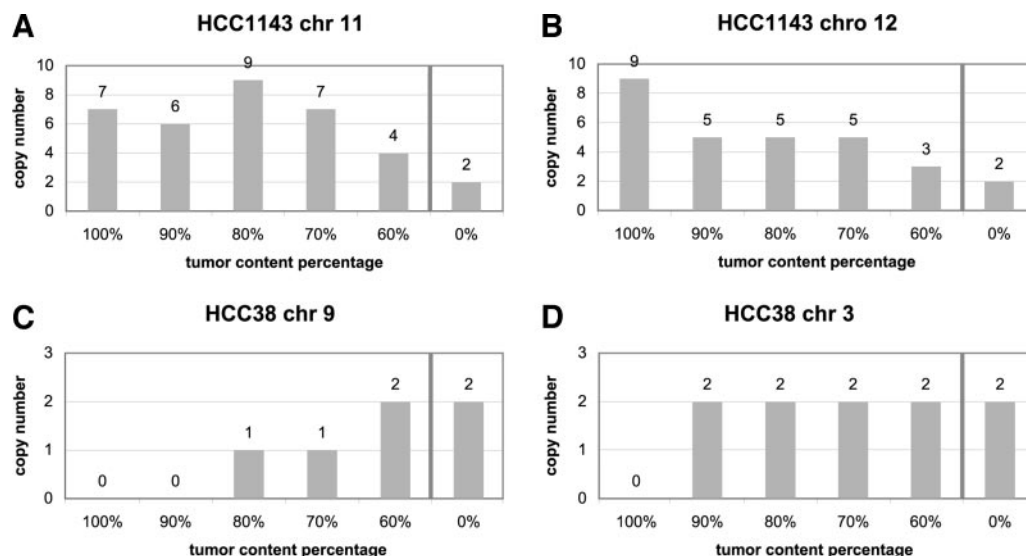 A
HCC1143 chr 11
copy number
10
8
6
4
2
0
7
6
9
7
4
2
100% 90% 80% 70% 60% 0%
tumor content percentage
B
HCC1143 chro 12
copy number
10
8
6
4
2
0
9
5
5
5
3
2
100% 90% 80% 70% 60% 0%
tumor content percentage
C
HCC38 chr 9
copy number
3
2
1
0
0
0
1
1
2
2
100% 90% 80% 70% 60% 0%
tumor content percentage
D
HCC38 chr 3
copy number
3
2
1
0
0
2
2
2
2
2
100% 90% 80% 70% 60% 0%
tumor content percentage